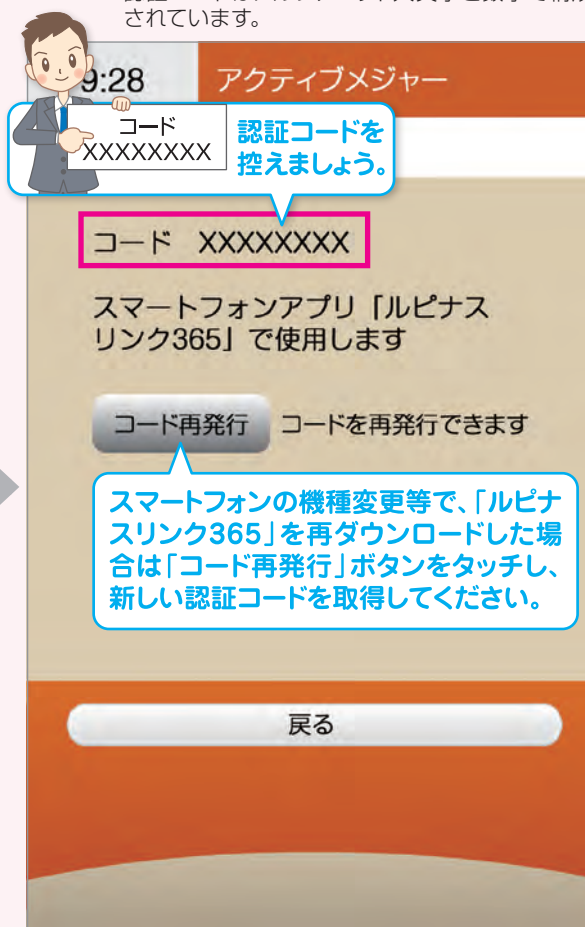 されています。
9:28
アクティブメジャー
コード
XXXXXXXX
認証コードを
控えましょう。
コード XXXXXXXX
スマートフォンアプリ「ルピナス
リンク365」で使用します
コード再発行 コードを再発行できます
スマートフォンの機種変更等で、「ルピナ
スリンク365」を再ダウンロードした場
合は「コード再発行」ボタンをタッチし、
新しい認証コードを取得してください。
戻る